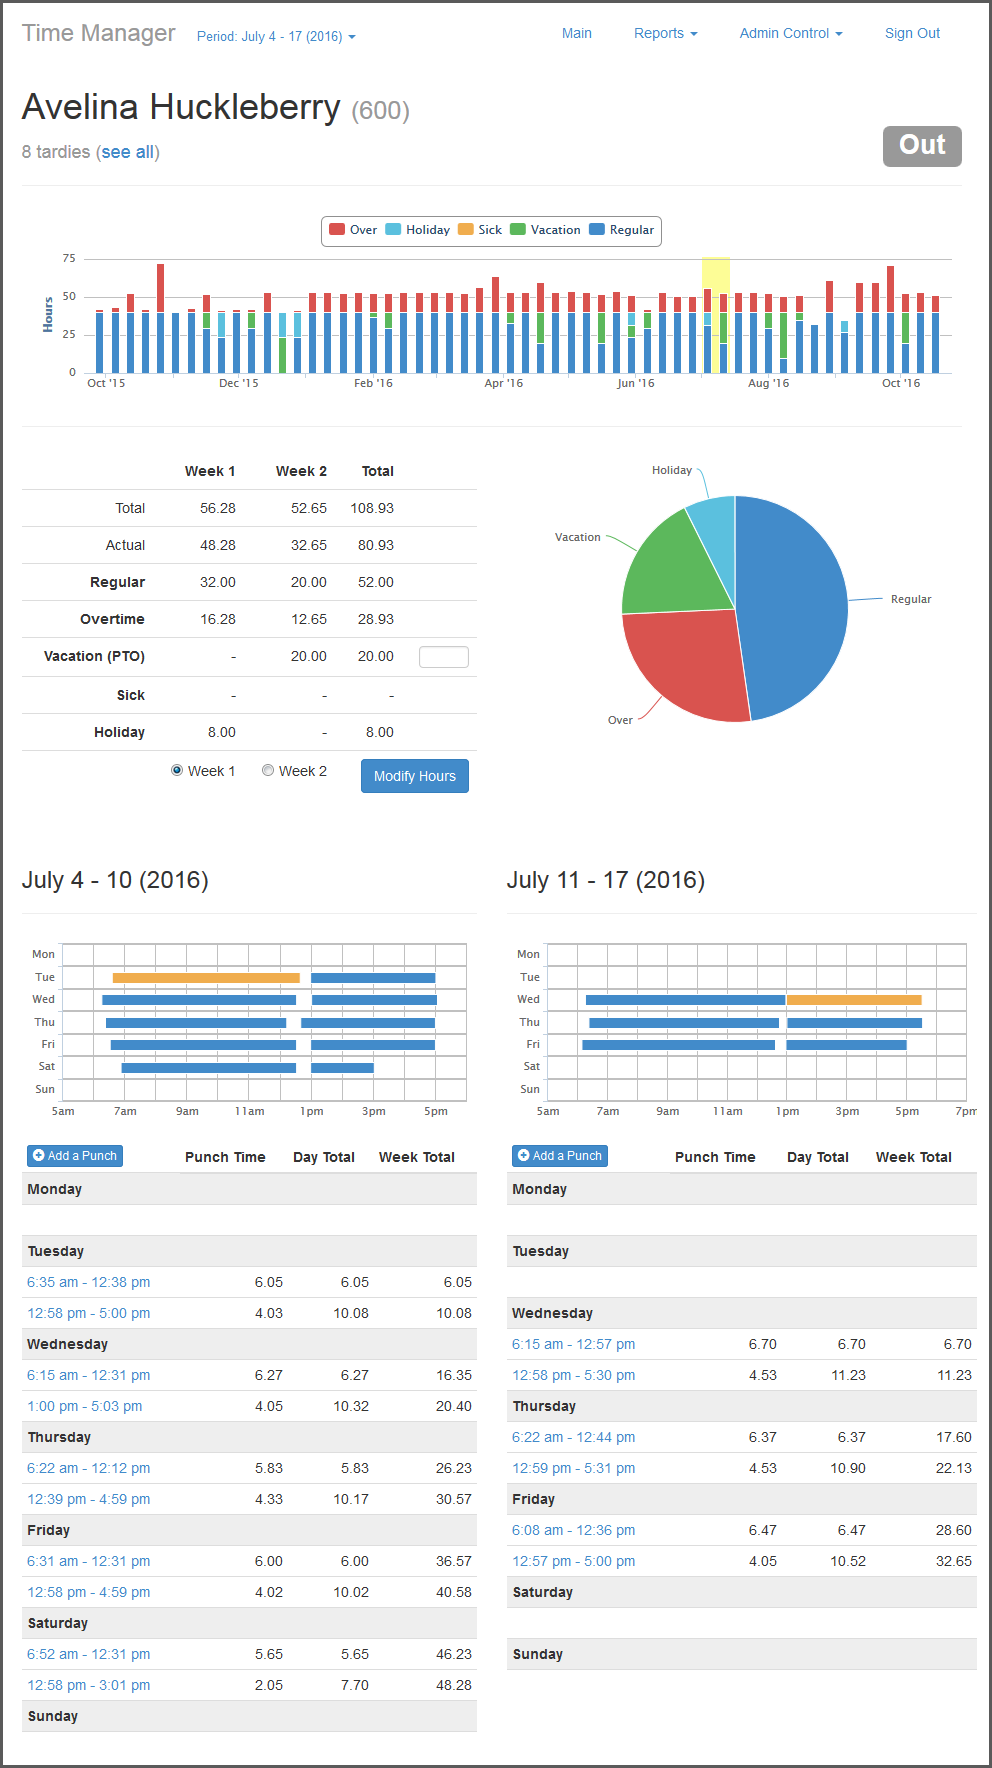 Time Manager Period: July 4 - 17 (2016) Main Reports Admin Control Sign Out
Avelina Huckleberry (600)
8 tardies (see all)
Out
Over Holiday Sick Vacation Regular
Hours
75
50
25
0
Oct '15 Dec '15 Feb '16 Apr '16 Jun '16 Aug '16 Oct '16
Week 1 Week 2 Total
Total 56.28 52.65 108.93
Actual 48.28 32.65 80.93
Regular 32.00 20.00 52.00
Overtime 16.28 12.65 28.93
Vacation (PTO) - 20.00 20.00
Sick - - -
Holiday 8.00 - 8.00
Week 1 Week 2 Modify Hours
Holiday
Vacation
Regular
Over
July 4 - 10 (2016)
Mon
Tue
Wed
Thu
Fri
Sat
Sun
5am 7am 9am 11am 1pm 3pm 5pm
Add a Punch Punch Time Day Total Week Total
Monday
Tuesday
6:35 am - 12:38 pm 6.05 6.05 6.05
12:58 pm - 5:00 pm 4.03 10.08 10.08
Wednesday
6:15 am - 12:31 pm 6.27 6.27 16.35
1:00 pm - 5:03 pm 4.05 10.32 20.40
Thursday
6:22 am - 12:12 pm 5.83 5.83 26.23
12:39 pm - 4:59 pm 4.33 10.17 30.57
Friday
6:31 am - 12:31 pm 6.00 6.00 36.57
12:58 pm - 4:59 pm 4.02 10.02 40.58
Saturday
6:52 am - 12:31 pm 5.65 5.65 46.23
12:58 pm - 3:01 pm 2.05 7.70 48.28
Sunday
July 11 - 17 (2016)
Mon
Tue
Wed
Thu
Fri
Sat
Sun
5am 7am 9am 11am 1pm 3pm 5pm 7pm
Add a Punch Punch Time Day Total Week Total
Monday
Tuesday
Wednesday
6:15 am - 12:57 pm 6.70 6.70 6.70
12:58 pm - 5:30 pm 4.53 11.23 11.23
Thursday
6:22 am - 12:44 pm 6.37 6.37 17.60
12:59 pm - 5:31 pm 4.53 10.90 22.13
Friday
6:08 am - 12:36 pm 6.47 6.47 28.60
12:57 pm - 5:00 pm 4.05 10.52 32.65
Saturday
Sunday